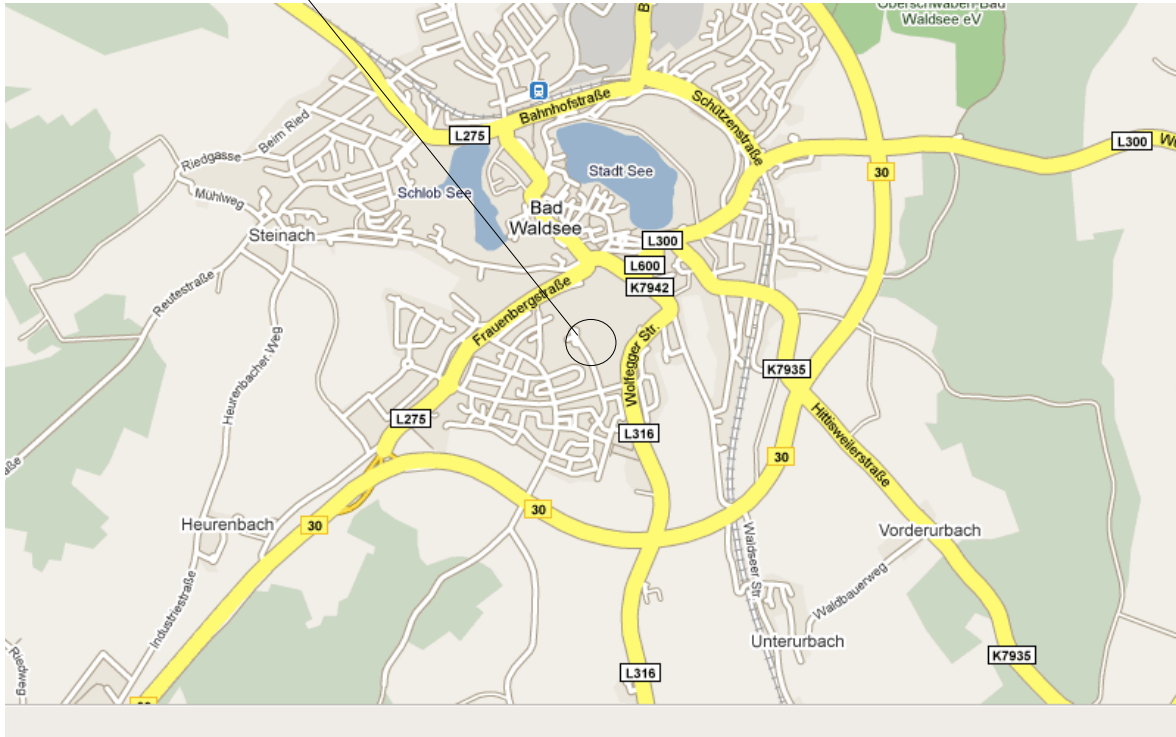 Oberschwaben-Bad
Waldsee eV
B
Bahnhofstraße
Schützenstraße
L275
Beim Ried
Riedgasse
L300
30
Stadt See
Schlob See
Mühlweg
Bad
Waldsee
Steinach
L300
L600
K7942
Reutestraße
Frauenbergstraße
Wolfegger Str.
Heurenbacher Weg
K7935
L275
Hittisweilerstraße
L316
30
30
30
Heurenbach
Vorderurbach
Waldseer Str.
Waldbauerweg
Industriestraße
Unterurbach
K7935
L316
Riedweg